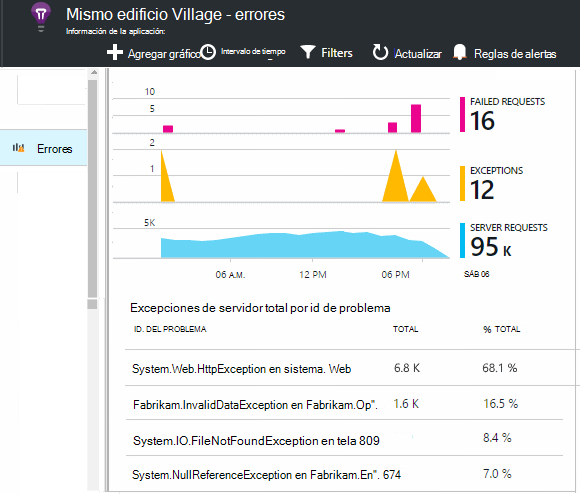 Mismo edificio Village - errores
Información de la aplicación:
Agregar gráfico Intervalo de tiempo Filters Actualizar Reglas de alertas
Errores
10
5
FAILED REQUESTS
16
2
1
EXCEPTIONS
12
5K
SERVER REQUESTS
95 K
06 A.M. 12 PM 06 PM SÁB 06
Excepciones de servidor total por id de problema
ID. DEL PROBLEMA TOTAL % TOTAL
System.Web.HttpException en sistema. Web 6.8 K 68.1 %
Fabrikam.InvalidDataException en Fabrikam.Op". 1.6 K 16.5 %
System.IO.FileNotFoundException en tela 809 8.4 %
System.NullReferenceException en Fabrikam.En". 674 7.0 %